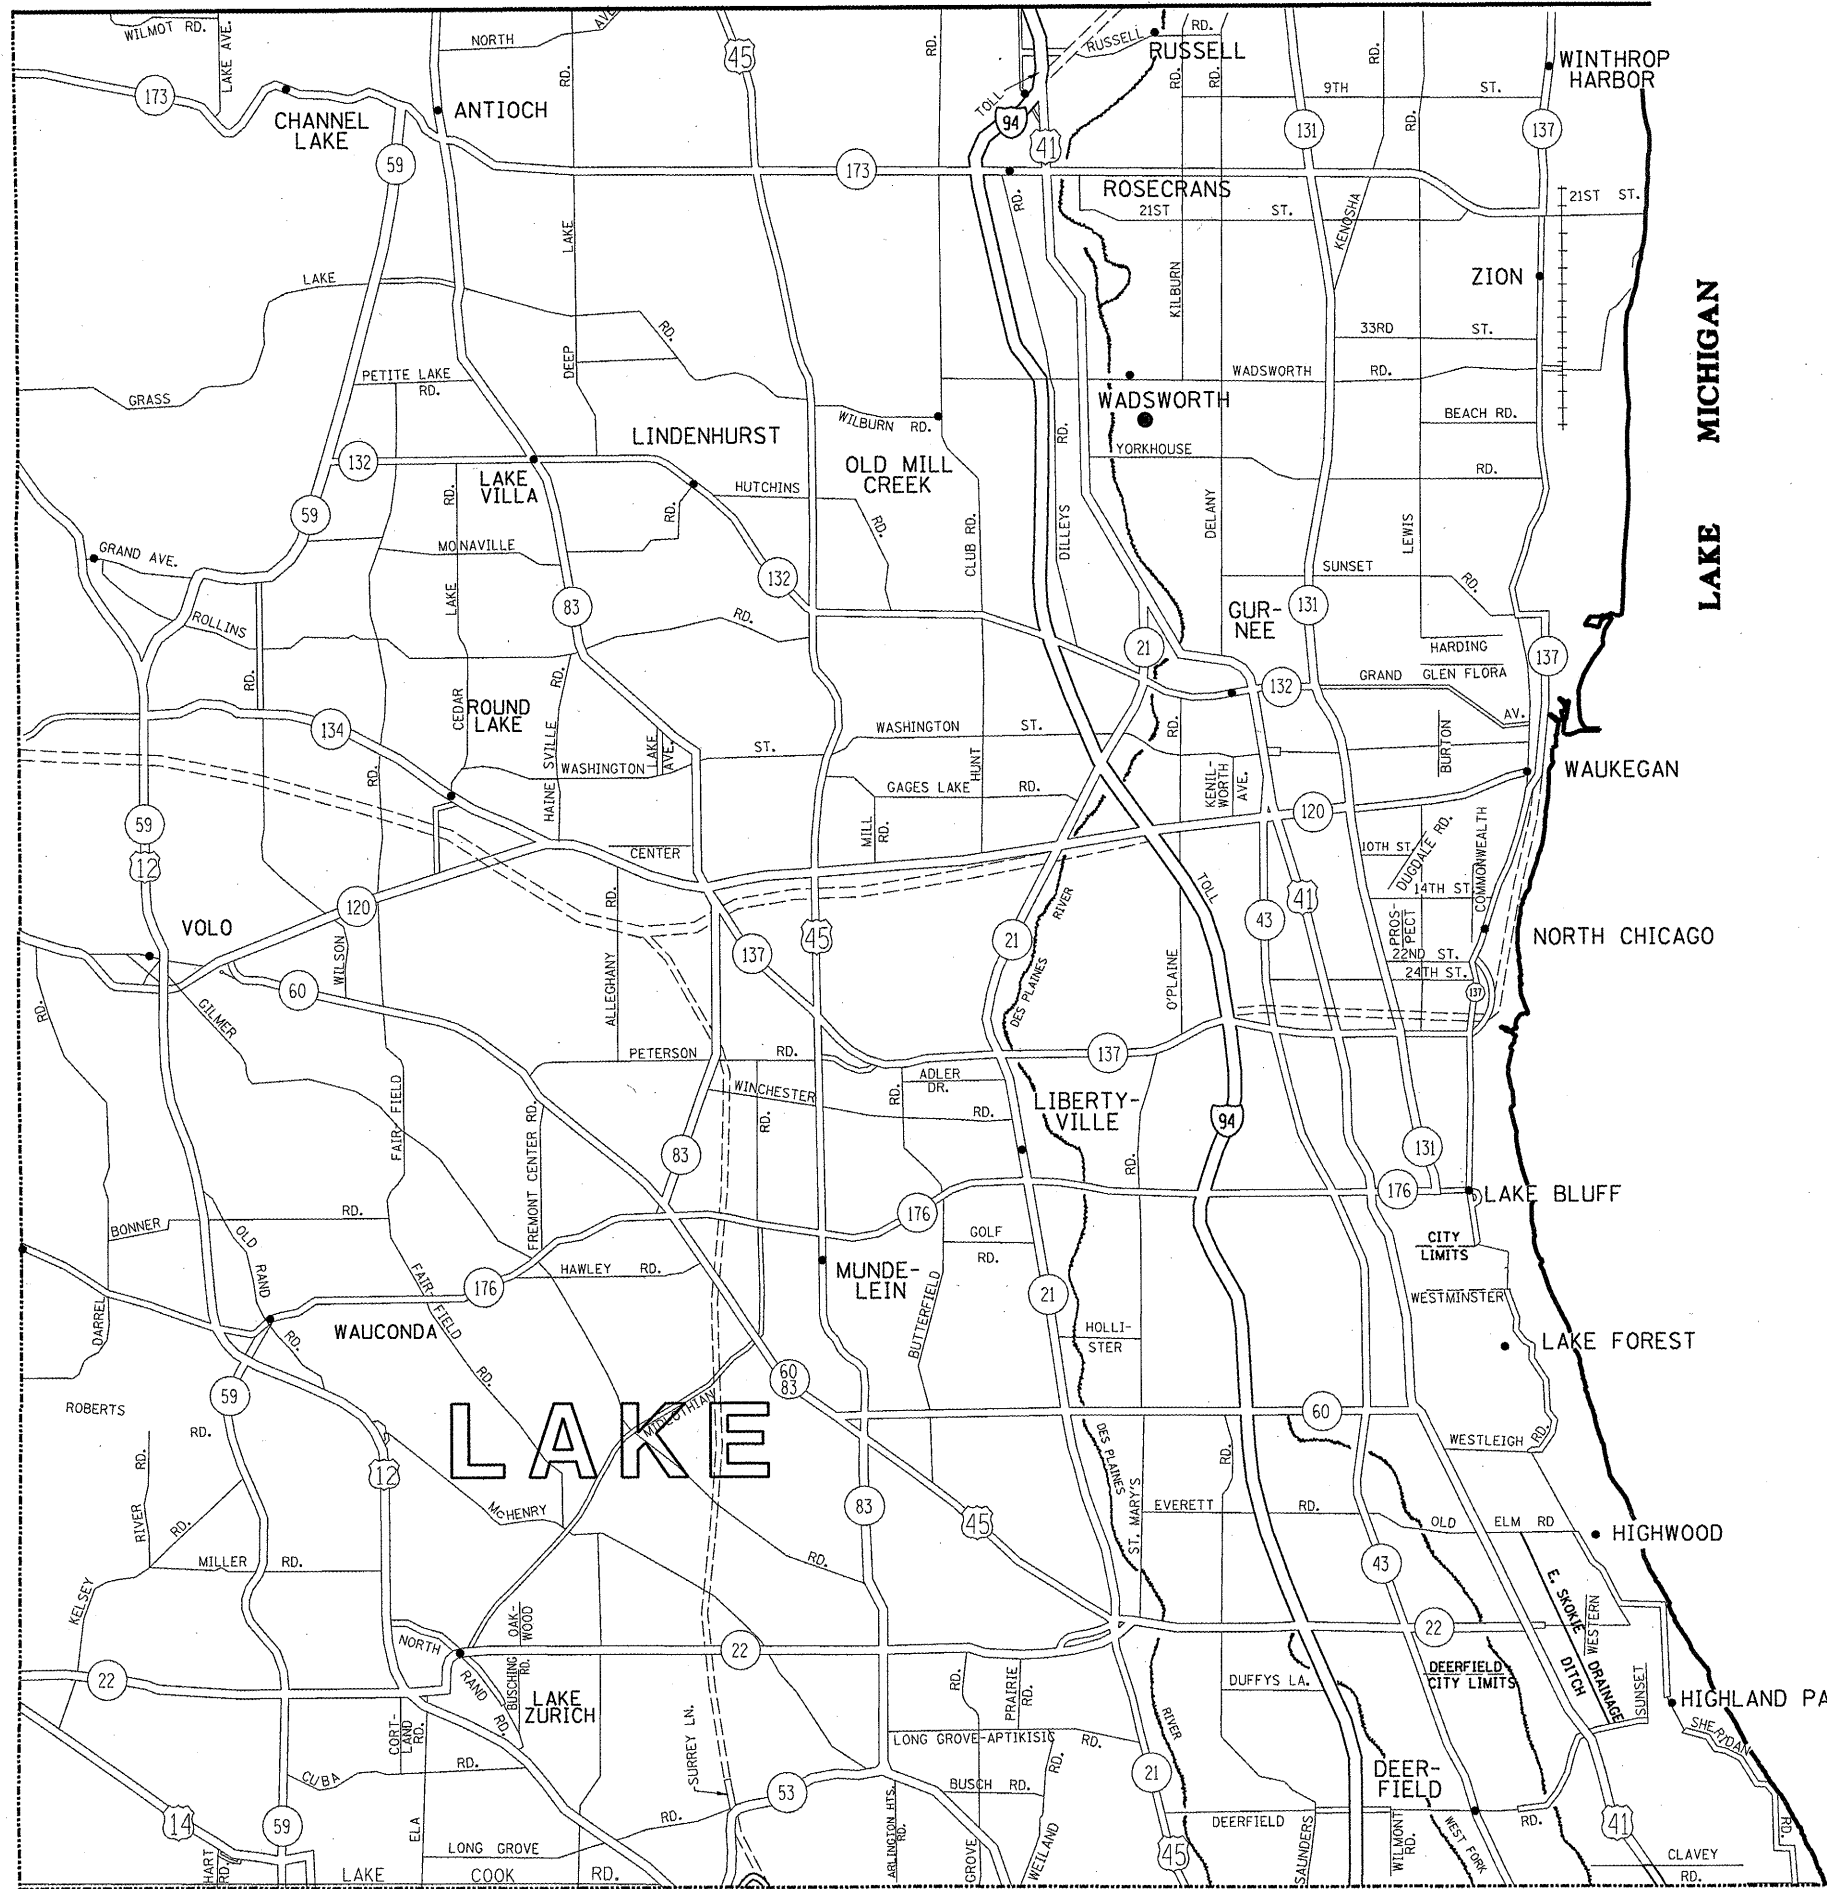 WILMOT RD.
LAKE AVE.
NORTH
AVE
45
RD.
RD.
RUSSELL
RD.
RUSSELL
RD.
WINTHROP
HARBOR
173
CHANNEL
LAKE
ANTIOCH
59
TOLL
94
41
RD.
RD.
9TH
ST.
131
RD.
137
173
ROSECRANS
RD.
21ST
ST.
KENOSHA
21ST ST.
LAKE
LAKE
KILBURN
ZION
33RD
ST.
RD.
DEEP
PETITE LAKE
RD.
GRASS
WADSWORTH
RD.
WADSWORTH
BEACH RD.
WILBURN RD.
LINDENHURST
132
RD.
YORKHOUSE
RD.
OLD MILL
CREEK
LAKE
VILLA
RD.
HUTCHINS
RD.
RD.
59
DELANY
LEWIS
DILLEYS
CLUB RD.
GRAND AVE.
MONAVILLE
132
SUNSET
RD.
LAKE
83
ROLLINS
RD.
GUR-
NEE
131
21
HARDING
137
GLEN FLORA
GRAND
AV.
132
RD.
CEDAR
RD.
ROUND
LAKE
134
HAINESVILLE
LAKE
AVE.
WASHINGTON
ST.
WASHINGTON
ST.
HUNT
RD.
BURTON
GAGES LAKE
RD.
KENIL-
WORTH
AVE.
WAUKEGAN
RD.
59
12
MILL
RD.
120
CENTER
10TH ST.
DUGDALE RD.
COMMONWEALTH
14TH ST.
TOLL
RD.
120
VOLO
43
41
RIVER
21
45
137
PROS-
PECT
22ND ST.
24TH ST.
137
NORTH CHICAGO
WILSON
60
GILMER
RD.
ALLEGHANY
DES PLAINES
O'PLAINE
PETERSON
RD.
137
ADLER
DR.
WINCHESTER
RD.
RD.
RD.
LIBERTY-
VILLE
94
FAIRFIELD
FREMONT CENTER RD.
83
131
RD.
176
LAKE BLUFF
176
BONNER
RD.
OLD
RAND
RD.
GOLF
RD.
CITY
LIMITS
HAWLEY RD.
176
MUNDE-
LEIN
21
WESTMINSTER
DARREL
WAUCONDA
FAIRFIELD
RD.
BUTTERFIELD
HOLLI-
STER
LAKE FOREST
60
83
59
ROBERTS
RD.
LAKE
MIDLOTHIAN
60
WESTLEIGH
RD.
RD.
12
DES PLAINES
RD.
RIVER
RD.
McHENRY
83
45
ST. MARY'S
EVERETT
RD.
OLD
ELM RD
HIGHWOOD
MILLER RD.
RD.
43
E. SKOKIE
DRAINAGE
DITCH
KELSEY
OAK-
WOOD
RD.
WESTERN
NORTH
RAND
RD.
22
22
22
BUSCHING
LAKE
ZURICH
RD.
PRAIRIE
RD.
DUFFYS LA.
DEERFIELD
CITY LIMITS
SUNSET
HIGHLAND PA
SHERIDAN
CORT-
LAND
RD.
CUBA
RD.
SURREY LN.
LONG GROVE-APTIKISIC
RD.
RIVER
RD.
53
BUSCH RD.
21
DEER-
FIELD
14
59
ELA
RD.
ARLINGTON HTS.
RD.
GROVE
WEILAND
45
DEERFIELD
RD.
SAUNDERS
WILMONT
RD.
WEST FORK
41
RD.
LONG GROVE
HART
RD.
LAKE
COOK
RD.
CLAVEY
RD.
LAKE MICHIGAN